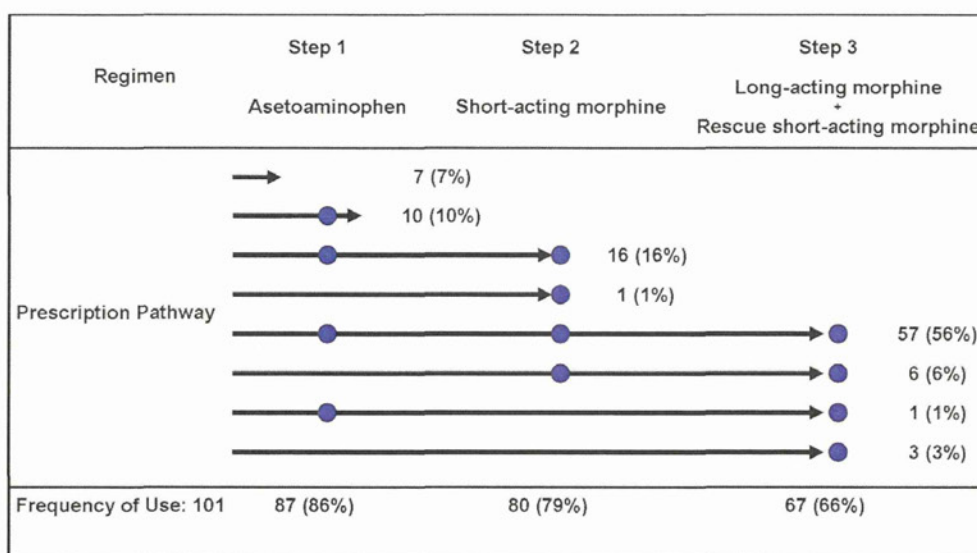 Step 1 Step 2 Step 3
Regimen
Long-acting morphine
Asetoaminophen Short-acting morphine +
Rescue short-acting morphine
7 (7%)
10 (10%)
16 (16%)
1 (1%)
Prescription Pathway
57 (56%)
6 (6%)
1 (1%)
3 (3%)
Frequency of Use: 101 87 (86%) 80 (79%) 67 (66%)